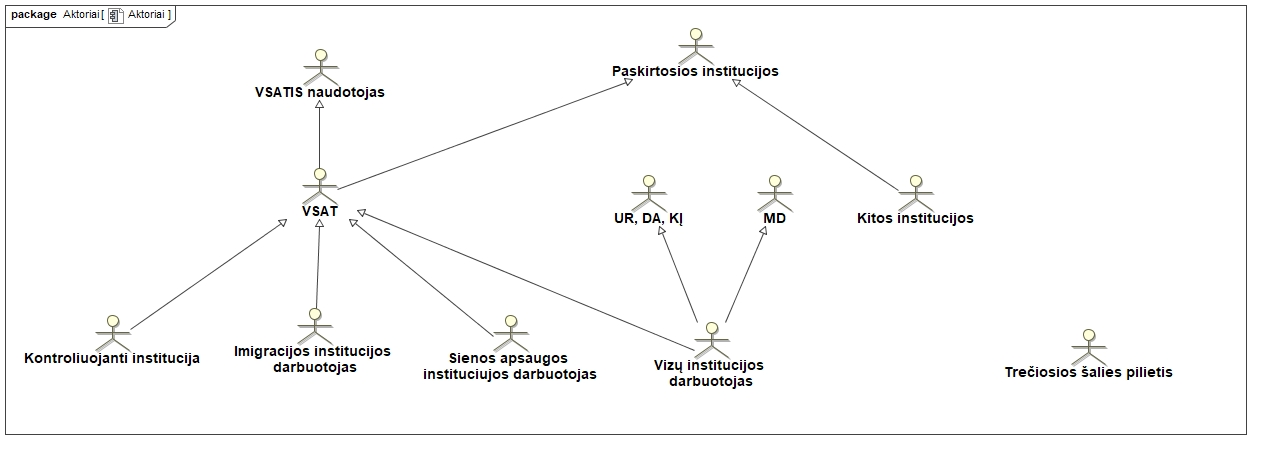 package Aktoriai[ Aktoriai ]
Paskirtosios institucijos
VSATIS naudotojas
VSAT
UR, DA, KĮ
MD
Kitos institucijos
Kontroliuojanti institucija
Imigracijos institucijos
darbuotojas
Sienos apsaugos
instituciujos darbuotojas
Vizų institucijos
darbuotojas
Trečiosios šalies pilietis